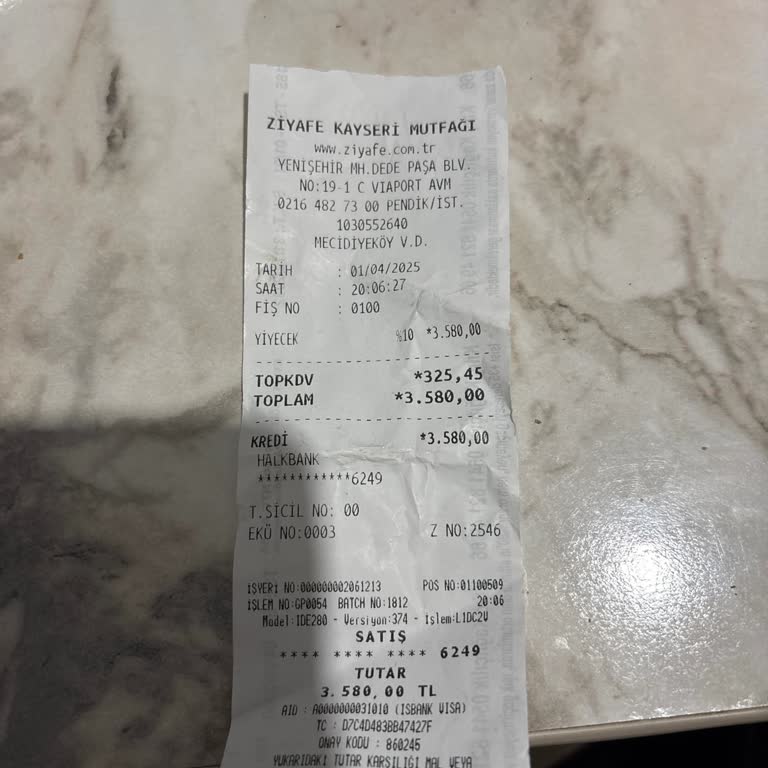 ZİYAFE KAYSERİ MUTFAĞI
www.ziyafe.com.tr
YENİŞEHİR MH.DEDE PAŞA BLV.
NO:19-1 C VIAPORT AVM
0216 482 73 00 PENDİK/İST.
1030552640
MECİDİYEKÖY V.D.
TARİH : 01/04/2025
SAAT : 20:06:27
FİŞ NO : 0100
YİYECEK %10 *3.580,00
TOPKDV *325,45
TOPLAM *3.580,00
KREDİ *3.580,00
HALKBANK
************6249
T.SİCİL NO: 00
EKÜ NO:0003 Z NO:2546
İŞYERİ NO:000000002061213 POS NO:01100509
İŞLEM NO:GP0054 BATCH NO:1812 20:06
Model:IDE280 - Versiyon:374 - İşlem:L1DC2V
SATIŞ
**** **** **** 6249
TUTAR
3.580,00 TL
AID : A0000000031010 (ISBANK VISA)
TC : D7C4D483BB47427F
ONAY KODU : 860245
YUKARIDAKİ TUTAR KARŞILIĞI MAL VEYA